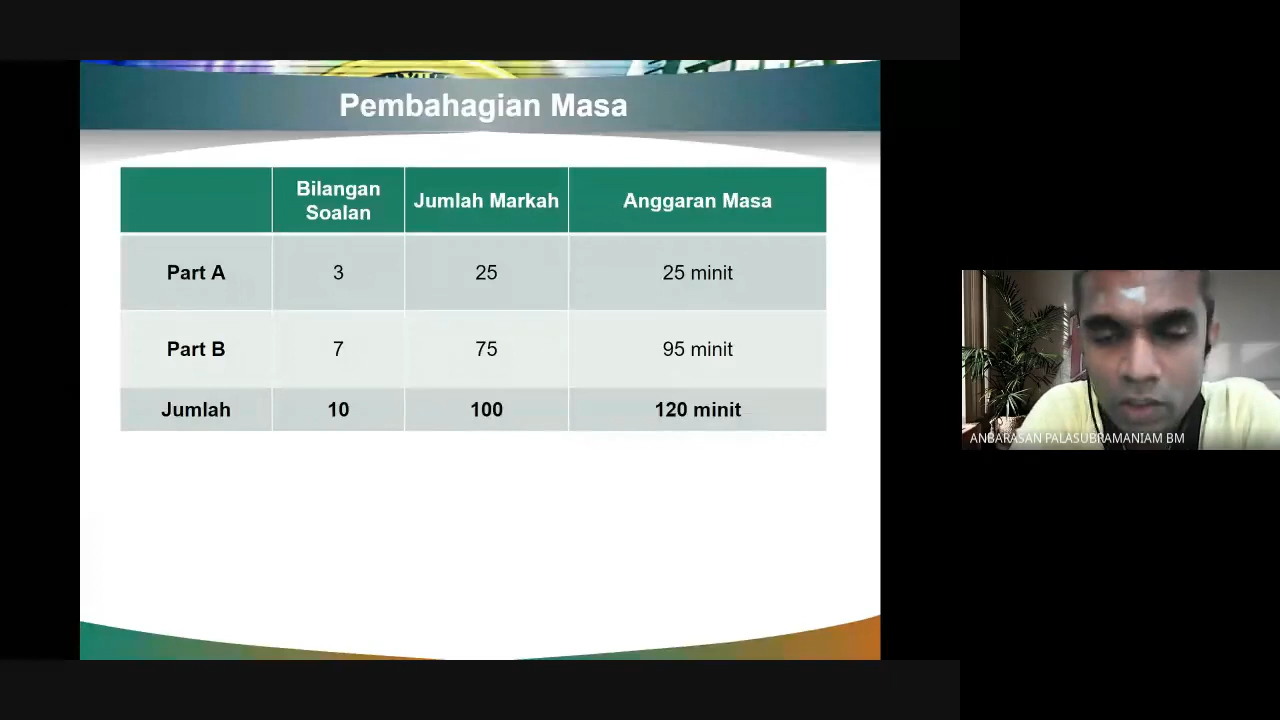 Pembahagian Masa
Bilangan
Soalan
Jumlah Markah
Anggaran Masa
Part A
3
25
25 minit
Part B
7
75
95 minit
Jumlah
10
100
120 minit
ANBARASAN PALASUBRAMANIAM BM